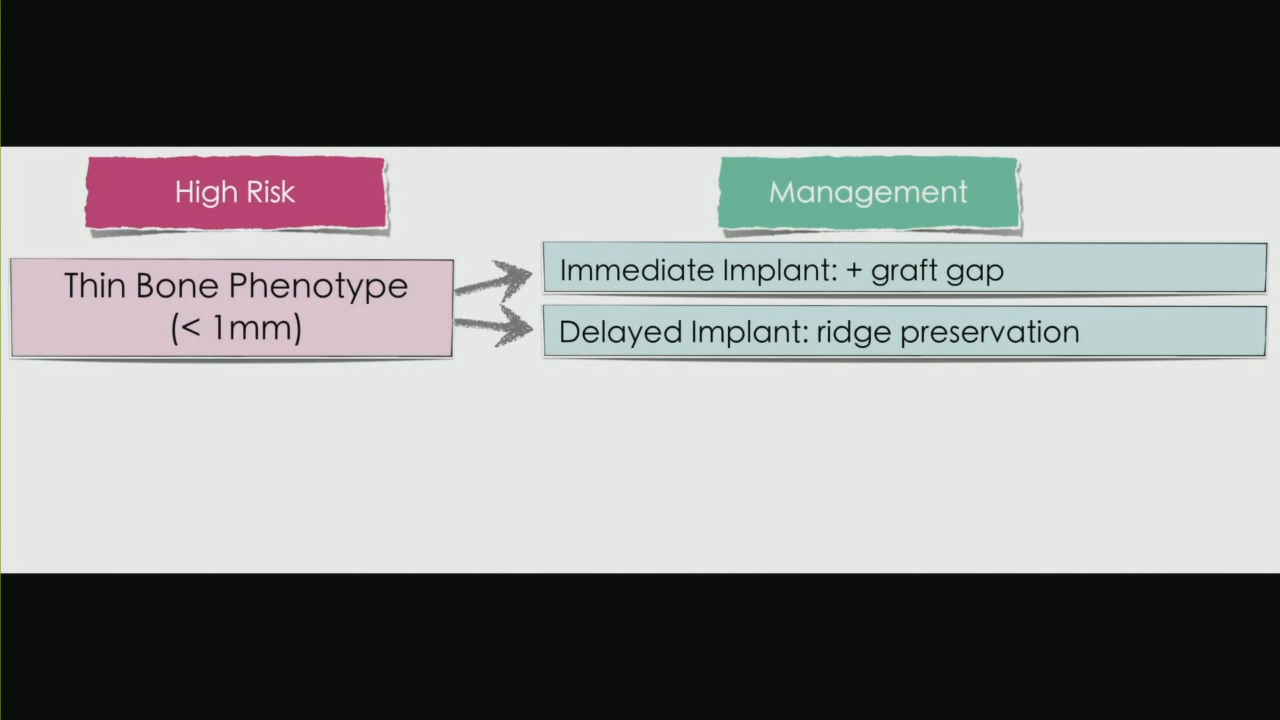 High Risk
Management
Thin Bone Phenotype
(< 1mm)
Immediate Implant: + graft gap
Delayed Implant: ridge preservation